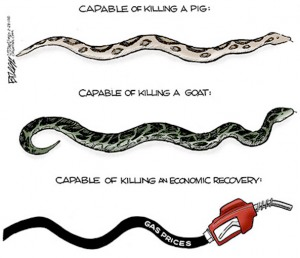 CAPABLE OF KILLING A PIG:
CAPABLE OF KILLING A GOAT:
CAPABLE OF KILLING AN ECONOMIC RECOVERY:
GAS PRICES